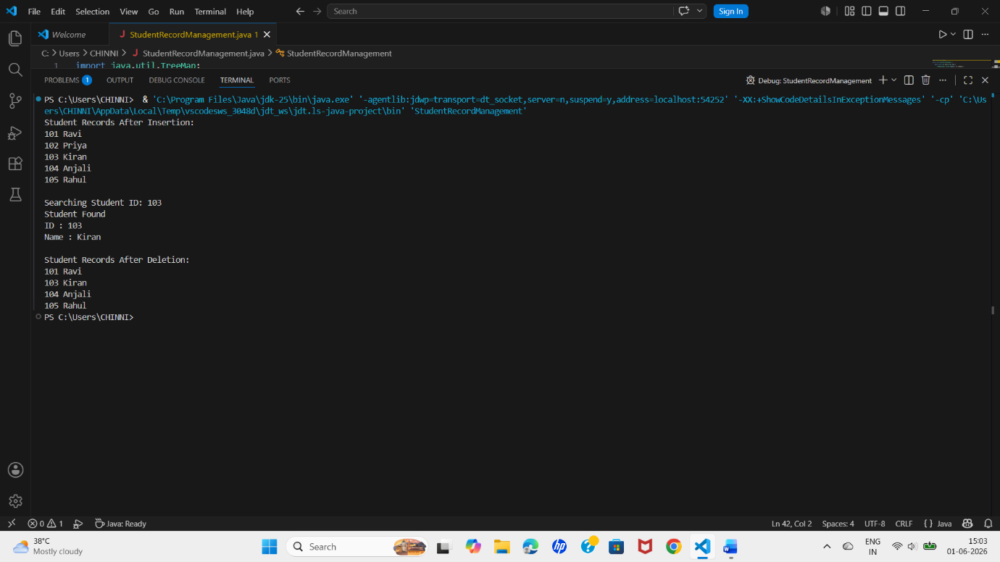 File Edit Selection View Go Run Terminal Help
Search
Sign In
Welcome
StudentRecordManagement.java 1
C: > Users > CHINNI > StudentRecordManagement.java > StudentRecordManagement
1 import java.util.TreeMap;
PROBLEMS 1 OUTPUT DEBUG CONSOLE TERMINAL PORTS
Debug: StudentRecordManagement
PS C:\Users\CHINNI> & 'C:\Program Files\Java\jdk-25\bin\java.exe' '-agentlib:jdwp=transport=dt_socket,server=n,suspend=y,address=localhost:54252' '-XX:+ShowCodeDetailsInExceptionMessages' '-cp' 'C:\Us
ers\CHINNI\AppData\Local\Temp\vscodesws_3048d\jdt_ws\jdt.ls-java-project\bin' 'StudentRecordManagement'
Student Records After Insertion:
101 Ravi
102 Priya
103 Kiran
104 Anjali
105 Rahul
Searching Student ID: 103
Student Found
ID : 103
Name : Kiran
Student Records After Deletion:
101 Ravi
103 Kiran
104 Anjali
105 Rahul
PS C:\Users\CHINNI>
0 1 Java: Ready
Ln 42, Col 2 Spaces: 4 UTF-8 CRLF {} Java
38°C
Mostly cloudy
Search
ENG
IN
15:03
01-06-2026